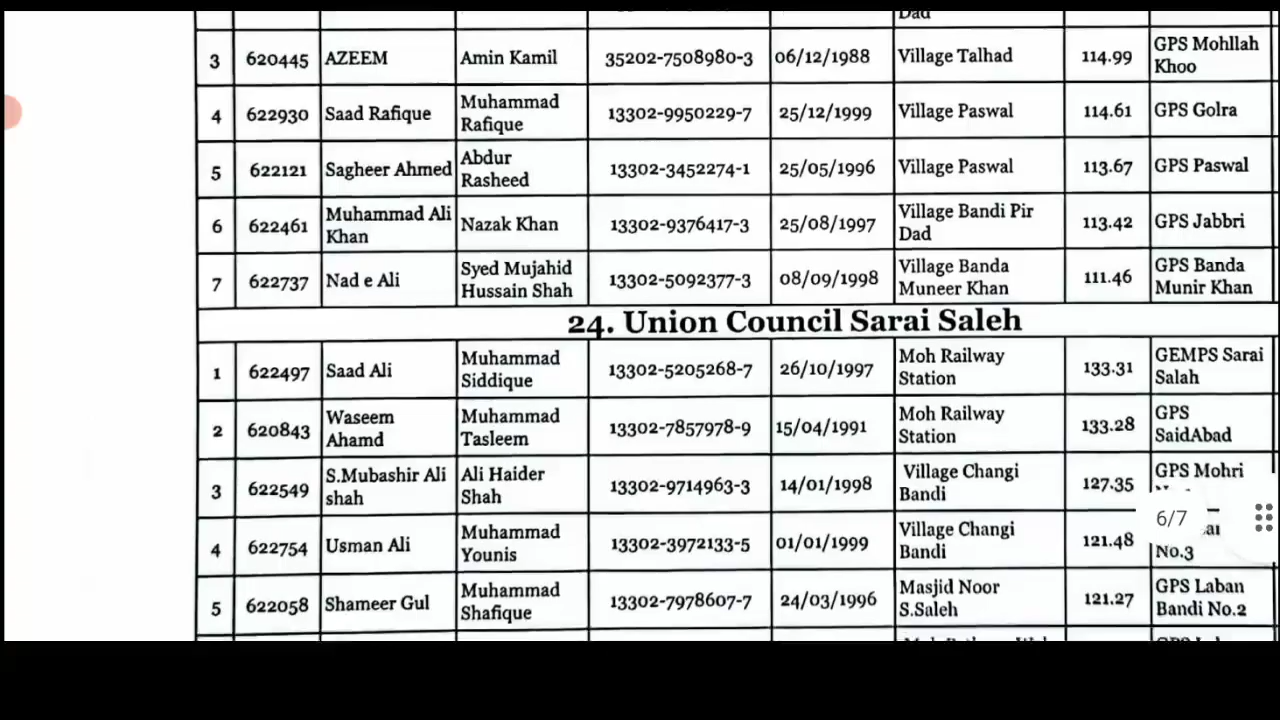 Dad
3 620445 AZEEM Amin Kamil 35202-7508980-3 06/12/1988 Village Talhad 114.99 GPS Mohllah Khoo
4 622930 Saad Rafique Muhammad Rafique 13302-9950229-7 25/12/1999 Village Paswal 114.61 GPS Golra
5 622121 Sagheer Ahmed Abdur Rasheed 13302-3452274-1 25/05/1996 Village Paswal 113.67 GPS Paswal
6 622461 Muhammad Ali Khan Nazak Khan 13302-9376417-3 25/08/1997 Village Bandi Pir Dad 113.42 GPS Jabbri
7 622737 Nad e Ali Syed Mujahid Hussain Shah 13302-5092377-3 08/09/1998 Village Banda Muneer Khan 111.46 GPS Banda Munir Khan
24. Union Council Sarai Saleh
1 622497 Saad Ali Muhammad Siddique 13302-5205268-7 26/10/1997 Moh Railway Station 133.31 GEMPS Sarai Salah
2 620843 Waseem Ahamd Muhammad Tasleem 13302-7857978-9 15/04/1991 Moh Railway Station 133.28 GPS SaidAbad
3 622549 S.Mubashir Ali shah Ali Haider Shah 13302-9714963-3 14/01/1998 Village Changi Bandi 127.35 GPS Mohri
6/7
4 622754 Usman Ali Muhammad Younis 13302-3972133-5 01/01/1999 Village Changi Bandi 121.48 No.3
5 622058 Shameer Gul Muhammad Shafique 13302-7978607-7 24/03/1996 Masjid Noor S.Saleh 121.27 GPS Laban Bandi No.2